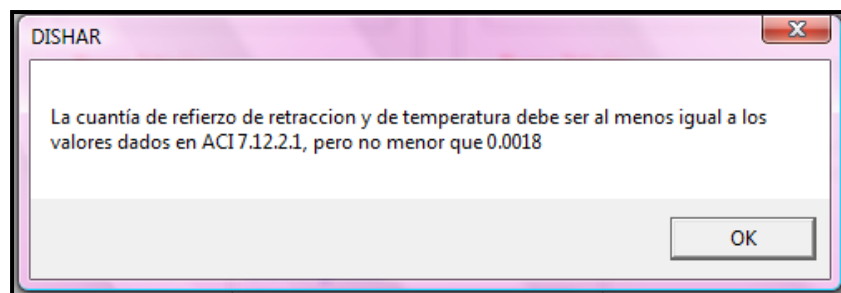 DISHAR
La cuantía de refierzo de retraccion y de temperatura debe ser al menos igual a los
valores dados en ACI 7.12.2.1, pero no menor que 0.0018
OK